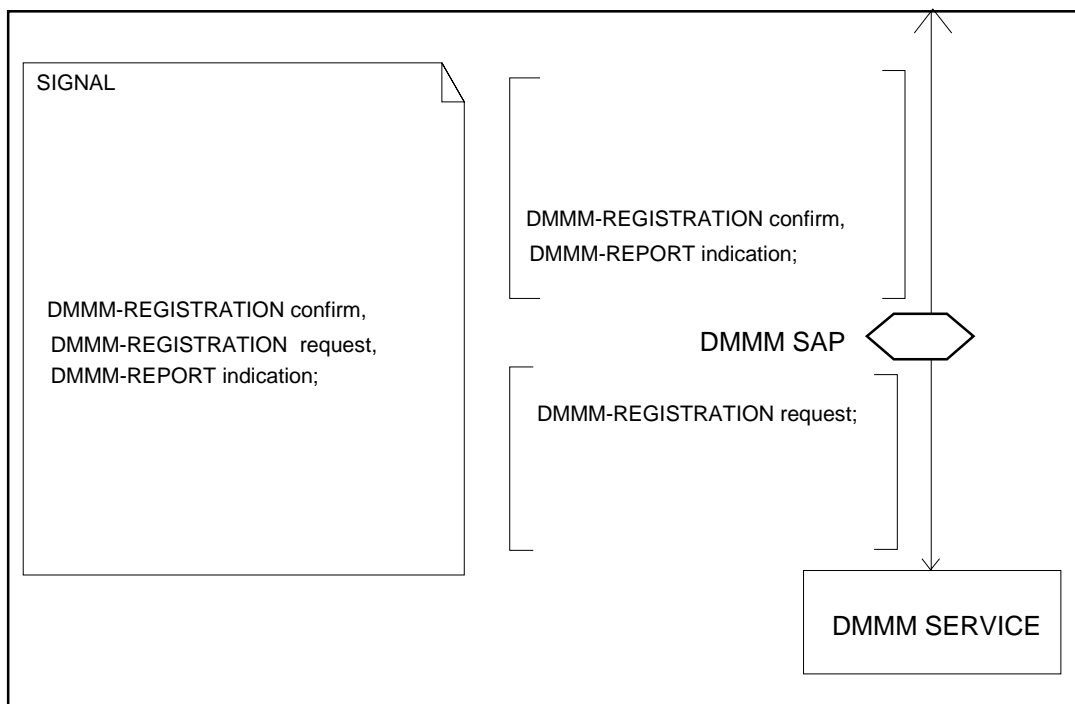 SIGNAL
DMMM-REGISTRATION confirm,
DMMM-REGISTRATION request,
DMMM-REPORT indication;
DMMM-REGISTRATION confirm,
DMMM-REPORT indication;
DMMM SAP
DMMM-REGISTRATION request;
DMMM SERVICE